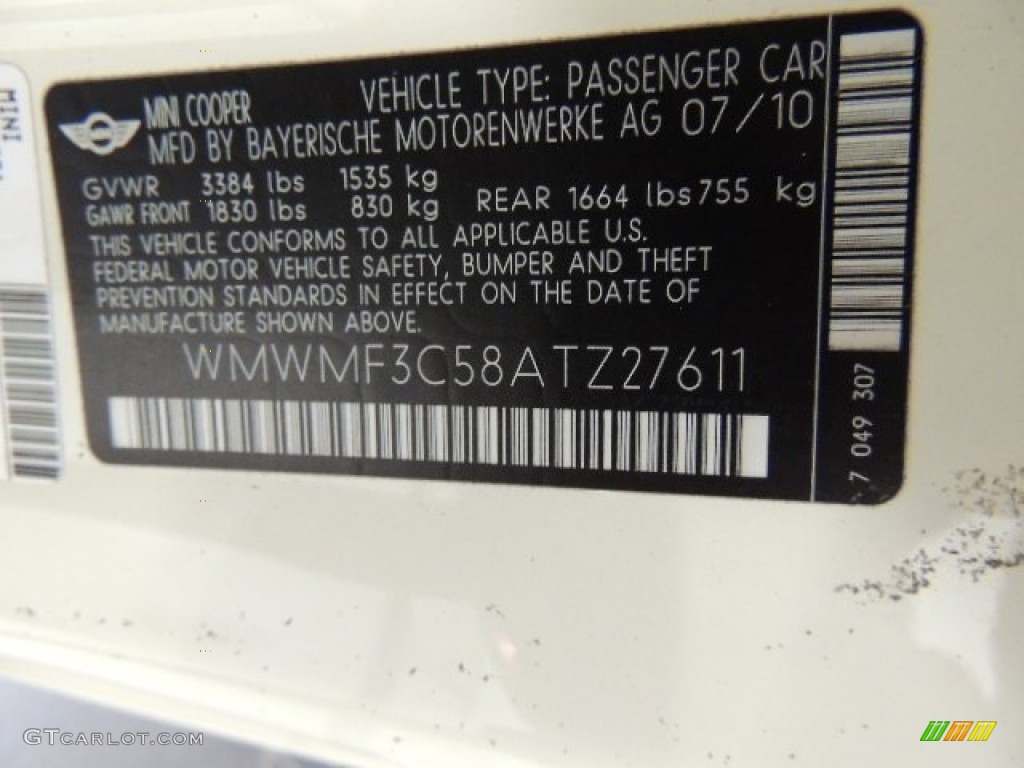 MINI
MINI COOPER
VEHICLE TYPE: PASSENGER CAR
MFD BY BAYERISCHE MOTORENWERKE AG 07/10
GVWR 3384 lbs 1535 kg
GAWR FRONT 1830 lbs 830 kg REAR 1664 lbs 755 kg
THIS VEHICLE CONFORMS TO ALL APPLICABLE U.S.
FEDERAL MOTOR VEHICLE SAFETY, BUMPER AND THEFT
PREVENTION STANDARDS IN EFFECT ON THE DATE OF
MANUFACTURE SHOWN ABOVE.
WMWMF3C58ATZ27611
7 049 307
GTCARLOT.COM